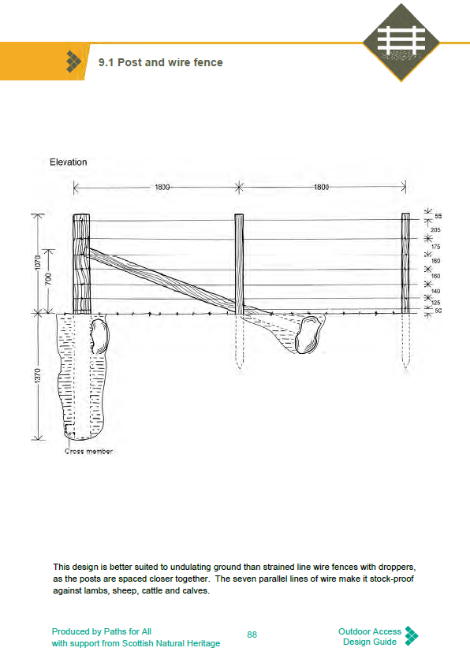 9.1 Post and wire fence
Elevation
1800
1800
55
205
175
160
150
140
125
50
1070
700
1370
Cross member
This design is better suited to undulating ground than strained line wire fences with droppers,
as the posts are spaced closer together. The seven parallel lines of wire make it stock-proof
against lambs, sheep, cattle and calves.
Produced by Paths for All
with support from Scottish Natural Heritage
88
Outdoor Access
Design Guide